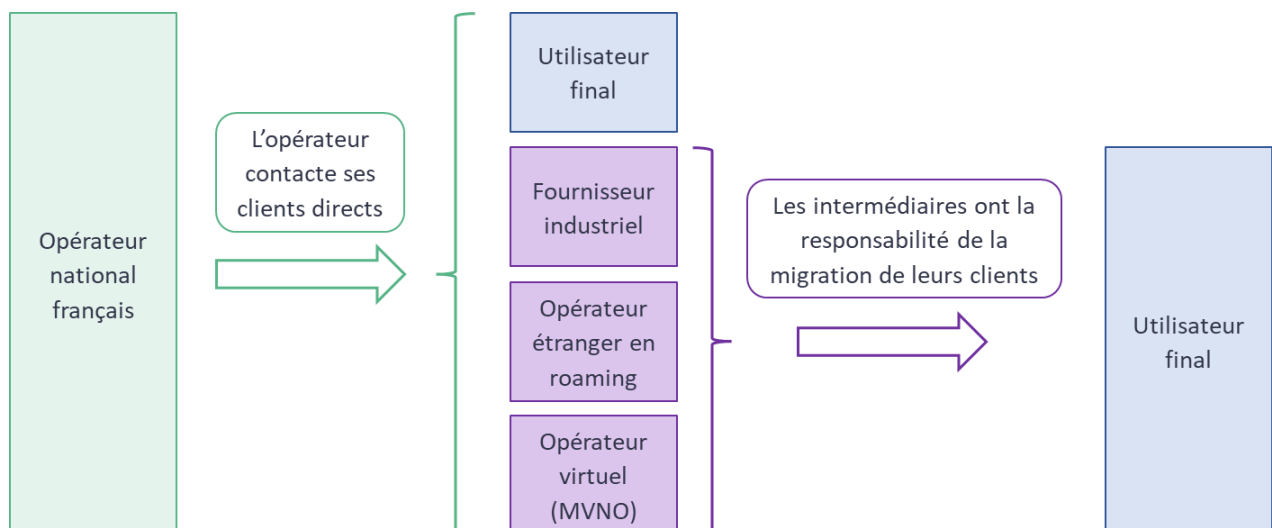 Opérateur
national
français
L’opérateur
contacte ses
clients directs
Utilisateur
final
Fournisseur
industriel
Opérateur
étranger en
roaming
Opérateur
virtuel
(MVNO)
Les intermédiaires ont la
responsabilité de la
migration de leurs clients
Utilisateur
final